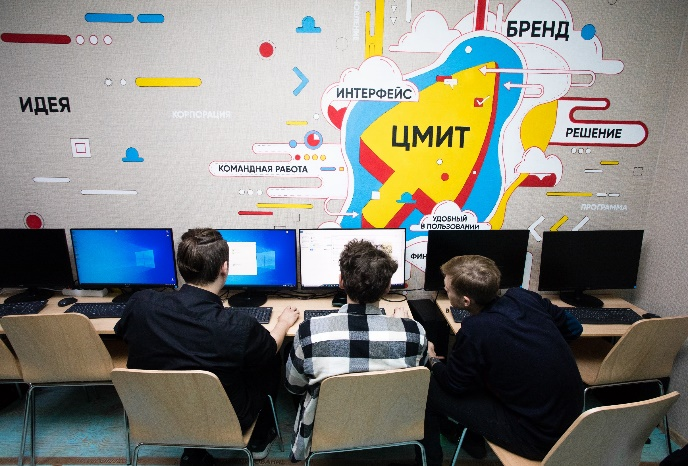 БРЕНД
ИДЕЯ
ИНТЕРФЕЙС
КОРПОРАЦИЯ
ЦМИТ
РЕШЕНИЕ
КОМАНДНАЯ РАБОТА
ПРОГРАММА
УДОБНЫЙ
В ПОЛЬЗОВАНИИ